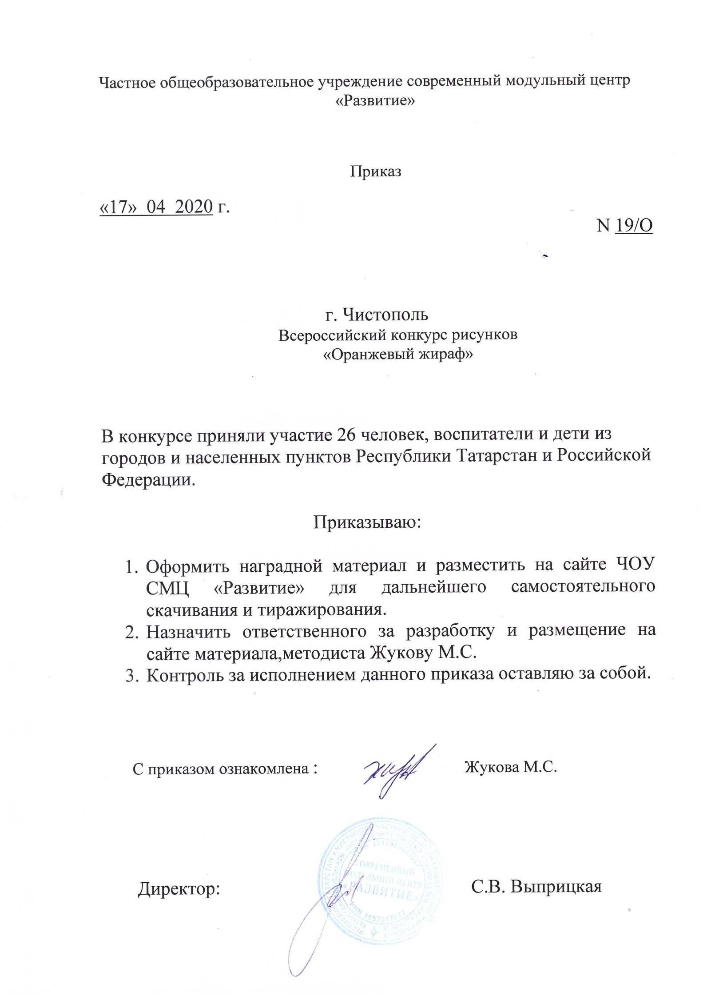 Частное общеобразовательное учреждение современный модульный центр
«Развитие»
Приказ
«17» 04 2020 г.
N 19/О
г. Чистополь
Всероссийский конкурс рисунков
«Оранжевый жираф»
В конкурсе приняли участие 26 человек, воспитатели и дети из
городов и населенных пунктов Республики Татарстан и Российской
Федерации.
Приказываю:
1. Оформить наградной материал и разместить на сайте ЧОУ
СМЦ «Развитие» для дальнейшего самостоятельного
скачивания и тиражирования.
2. Назначить ответственного за разработку и размещение на
сайте материала,методиста Жукову М.С.
3. Контроль за исполнением данного приказа оставляю за собой.
С приказом ознакомлена : Жукова М.С.
Директор: С.В. Выприцкая
СОВРЕМЕННЫЙ
МОДУЛЬНЫЙ ЦЕНТР
«РАЗВИТИЕ»
ИНН 1652017672